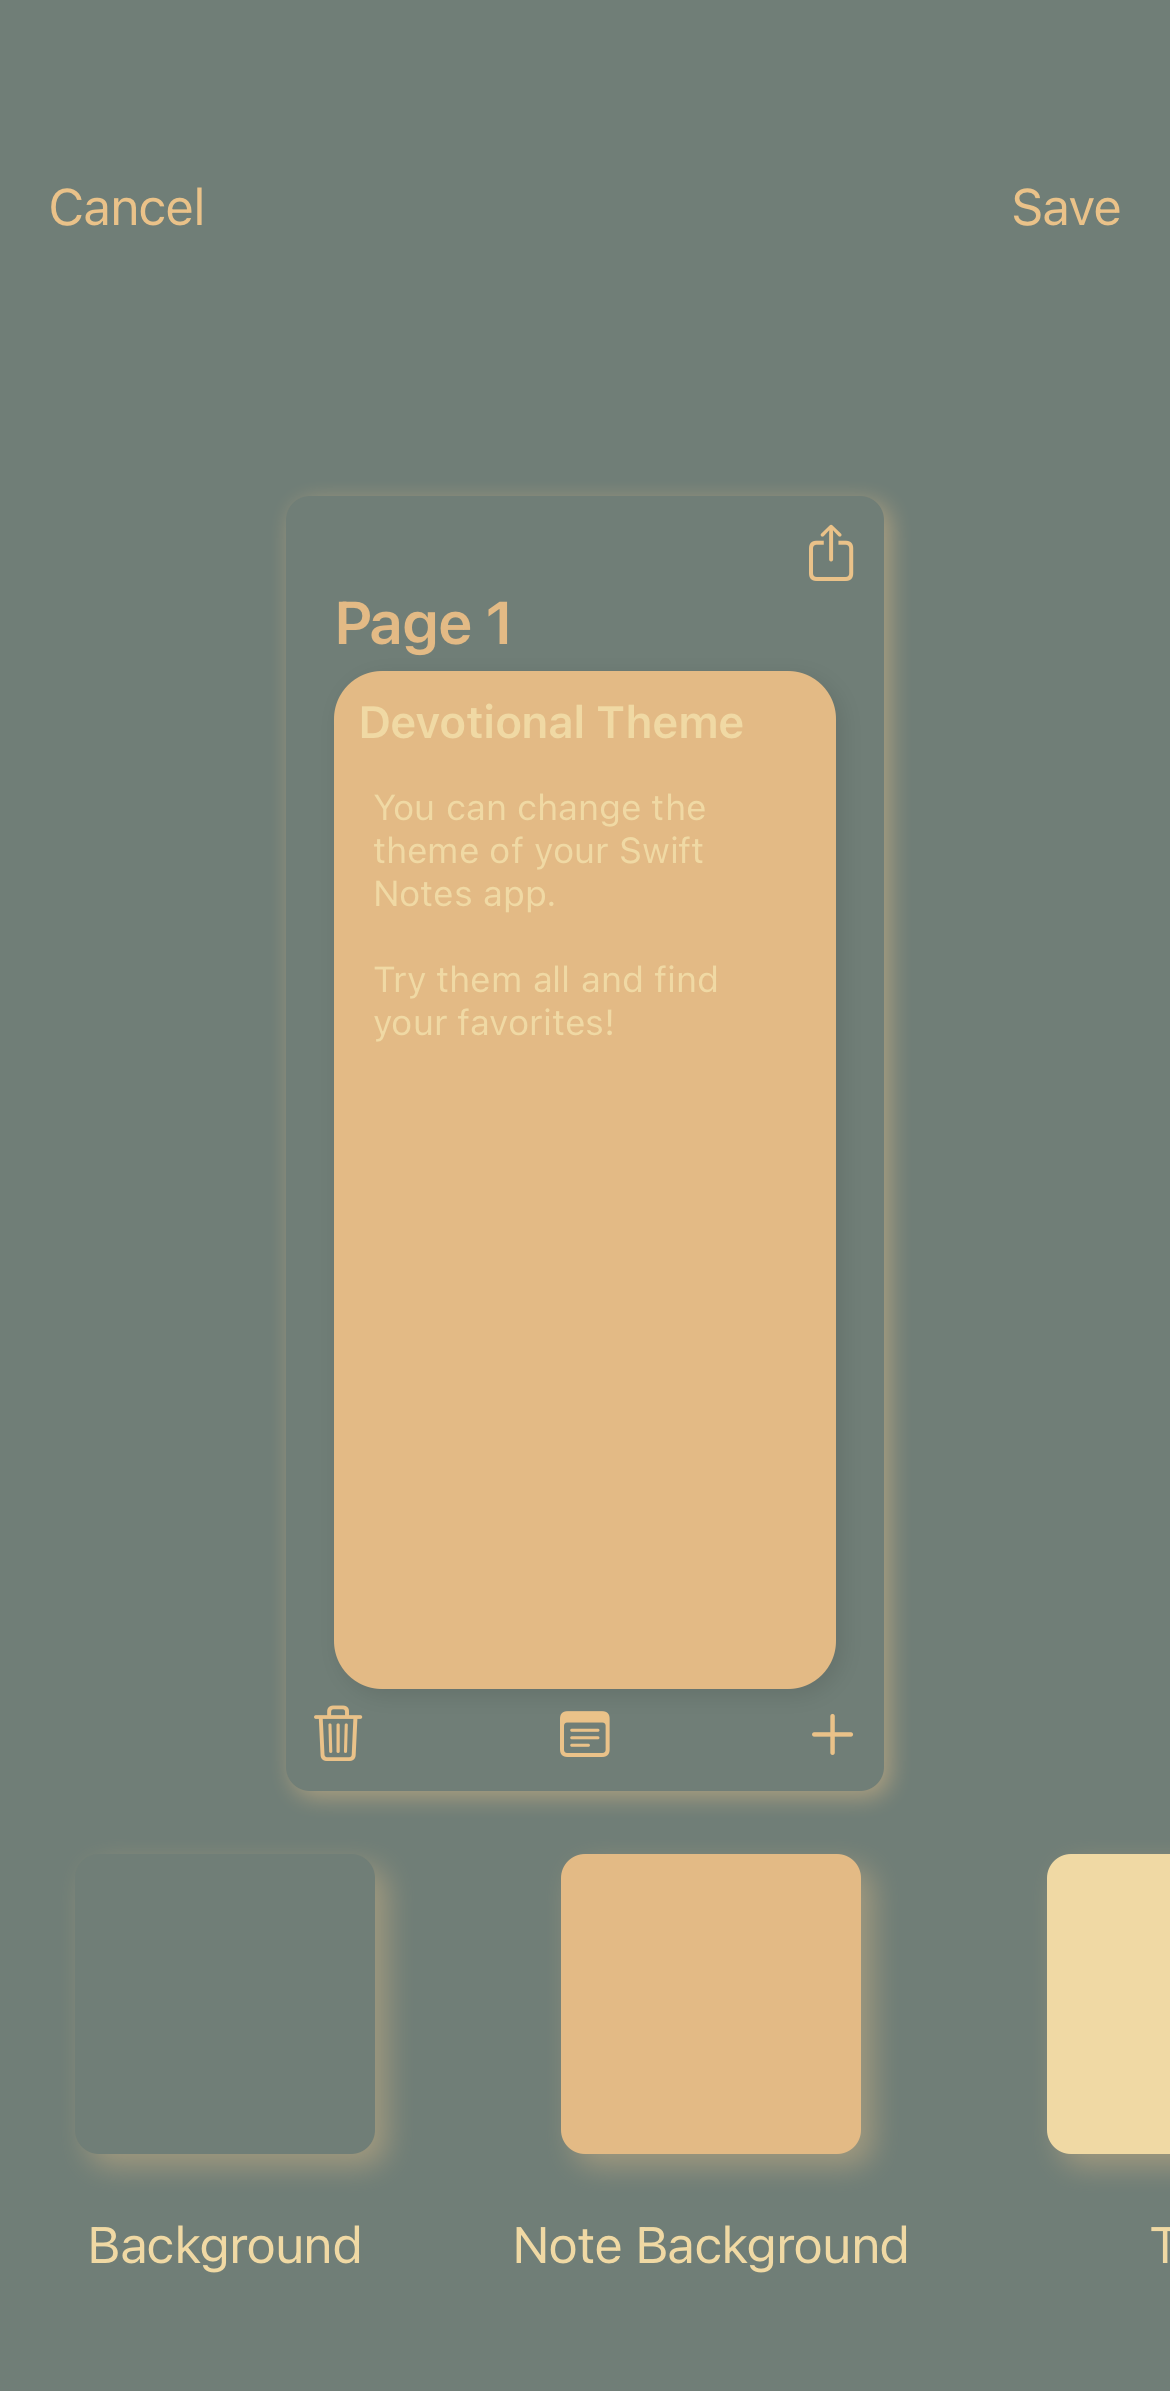 Cancel
Save
Page 1
Devotional Theme
You can change the
theme of your Swift
Notes app.
Try them all and find
your favorites!
Background
Note Background